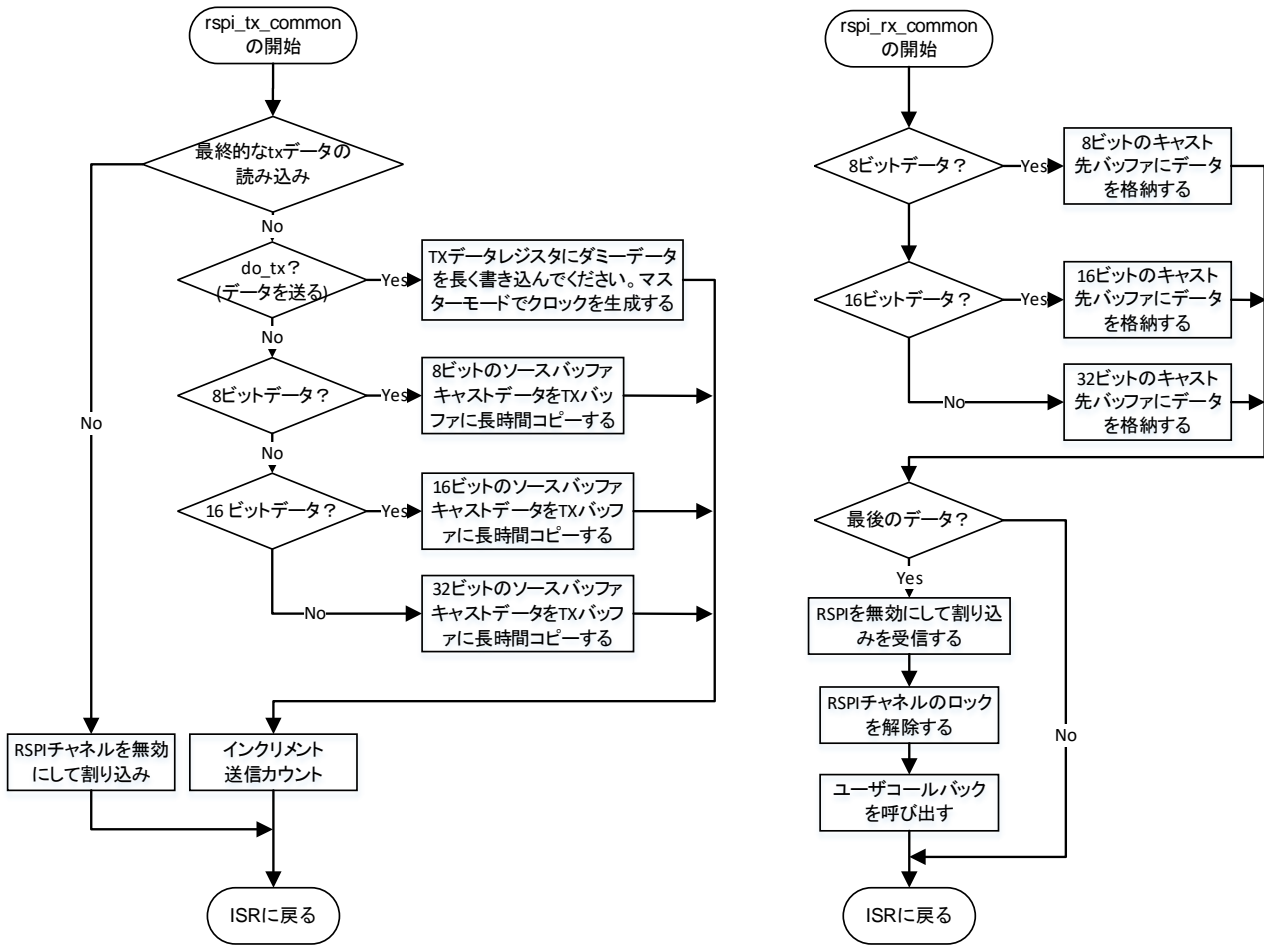 rspi_tx_common
の開始
最終的なtxデータの
読み込み
No
do_tx？
(データを送る)
Yes
TXデータレジスタにダミーデータ
を長く書き込んでください。マス
ターモードでクロックを生成する
No
8ビットデータ？
Yes
8ビットのソースバッファ
キャストデータをTXバッ
ファに長時間コピーする
No
No
16 ビットデータ？
Yes
16ビットのソースバッファ
キャストデータをTXバッフ
ァに長時間コピーする
No
32ビットのソースバッファ
キャストデータをTXバッフ
ァに長時間コピーする
RSPIチャネルを無効
にして割り込み
インクリメント
送信カウント
ISRに戻る
rspi_rx_common
の開始
8ビットデータ？
Yes
8ビットのキャスト
先バッファにデータ
を格納する
16ビットデータ？
Yes
16ビットのキャスト
先バッファにデータ
を格納する
No
32ビットのキャスト
先バッファにデータ
を格納する
最後のデータ？
Yes
RSPIを無効にして割り込
みを受信する
RSPIチャネルのロック
を解除する
No
ユーザコールバック
を呼び出す
ISRに戻る